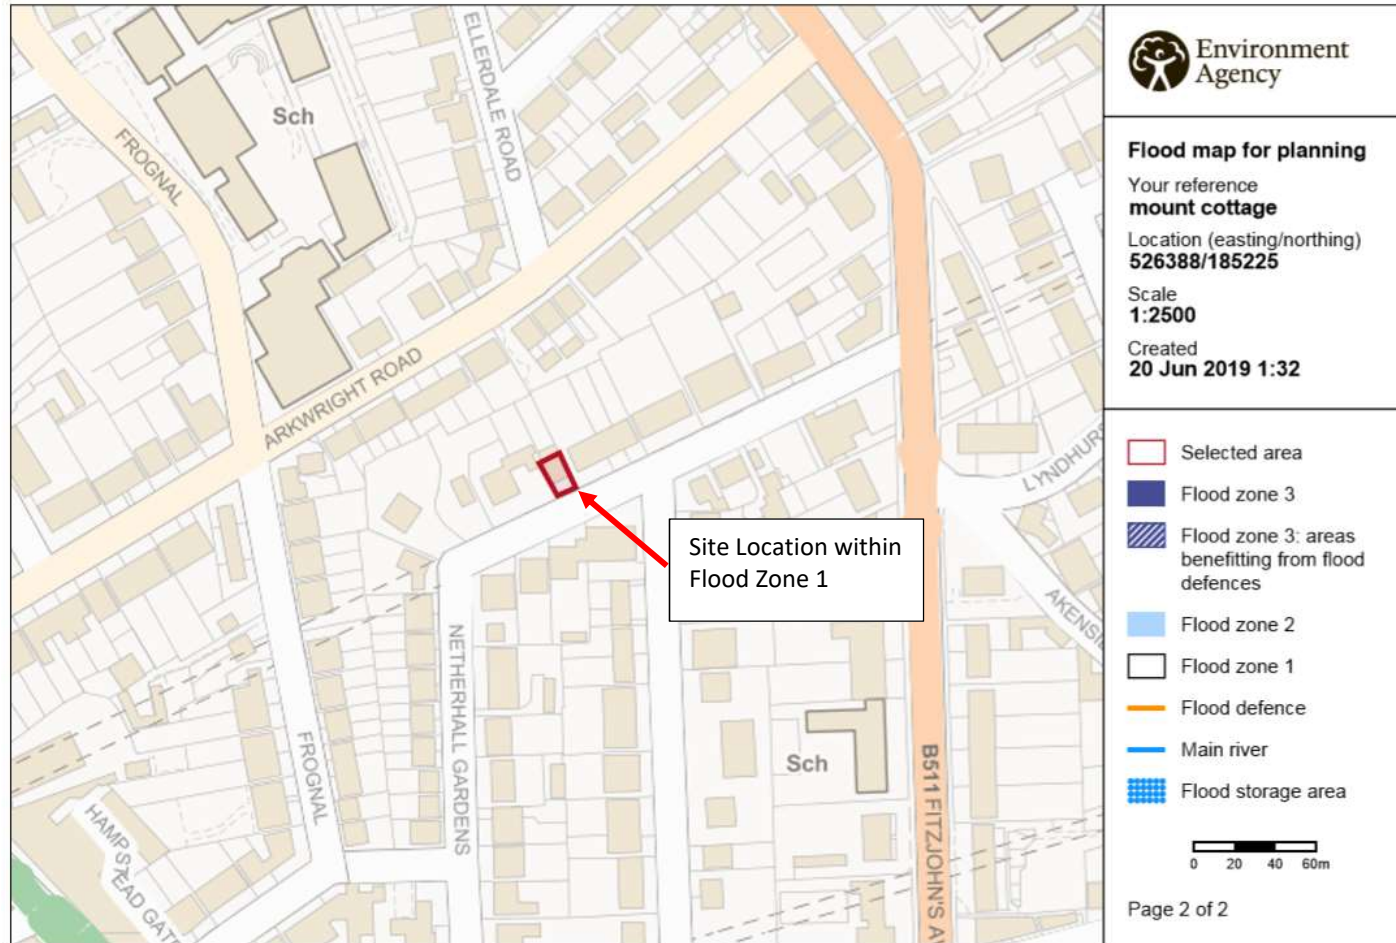 ELLERDALE ROAD
Sch
FROGNAL
ARKWRIGHT ROAD
LYNDHURS
Site Location within
Flood Zone 1
AKENSI
NETHERHALL GARDENS
FROGNAL
Sch
B511 FITZJOHN'S AV
HAMPSTEAD GAT
Environment
Agency
Flood map for planning
Your reference
mount cottage
Location (easting/northing)
526388/185225
Scale
1:2500
Created
20 Jun 2019 1:32
Selected area
Flood zone 3
Flood zone 3: areas
benefitting from flood
defences
Flood zone 2
Flood zone 1
Flood defence
Main river
Flood storage area
0 20 40 60m
Page 2 of 2